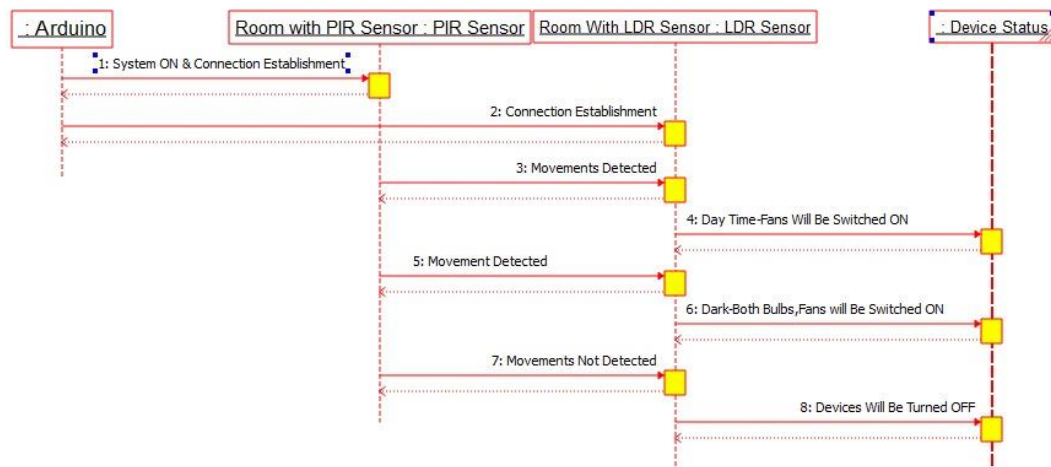 : Arduino
Room with PIR Sensor : PIR Sensor
Room With LDR Sensor : LDR Sensor
: Device Status
1: System ON & Connection Establishment
2: Connection Establishment
3: Movements Detected
4: Day Time-Fans Will Be Switched ON
5: Movement Detected
6: Dark-Both Bulbs,Fans will Be Switched ON
7: Movements Not Detected
8: Devices Will Be Turned OFF